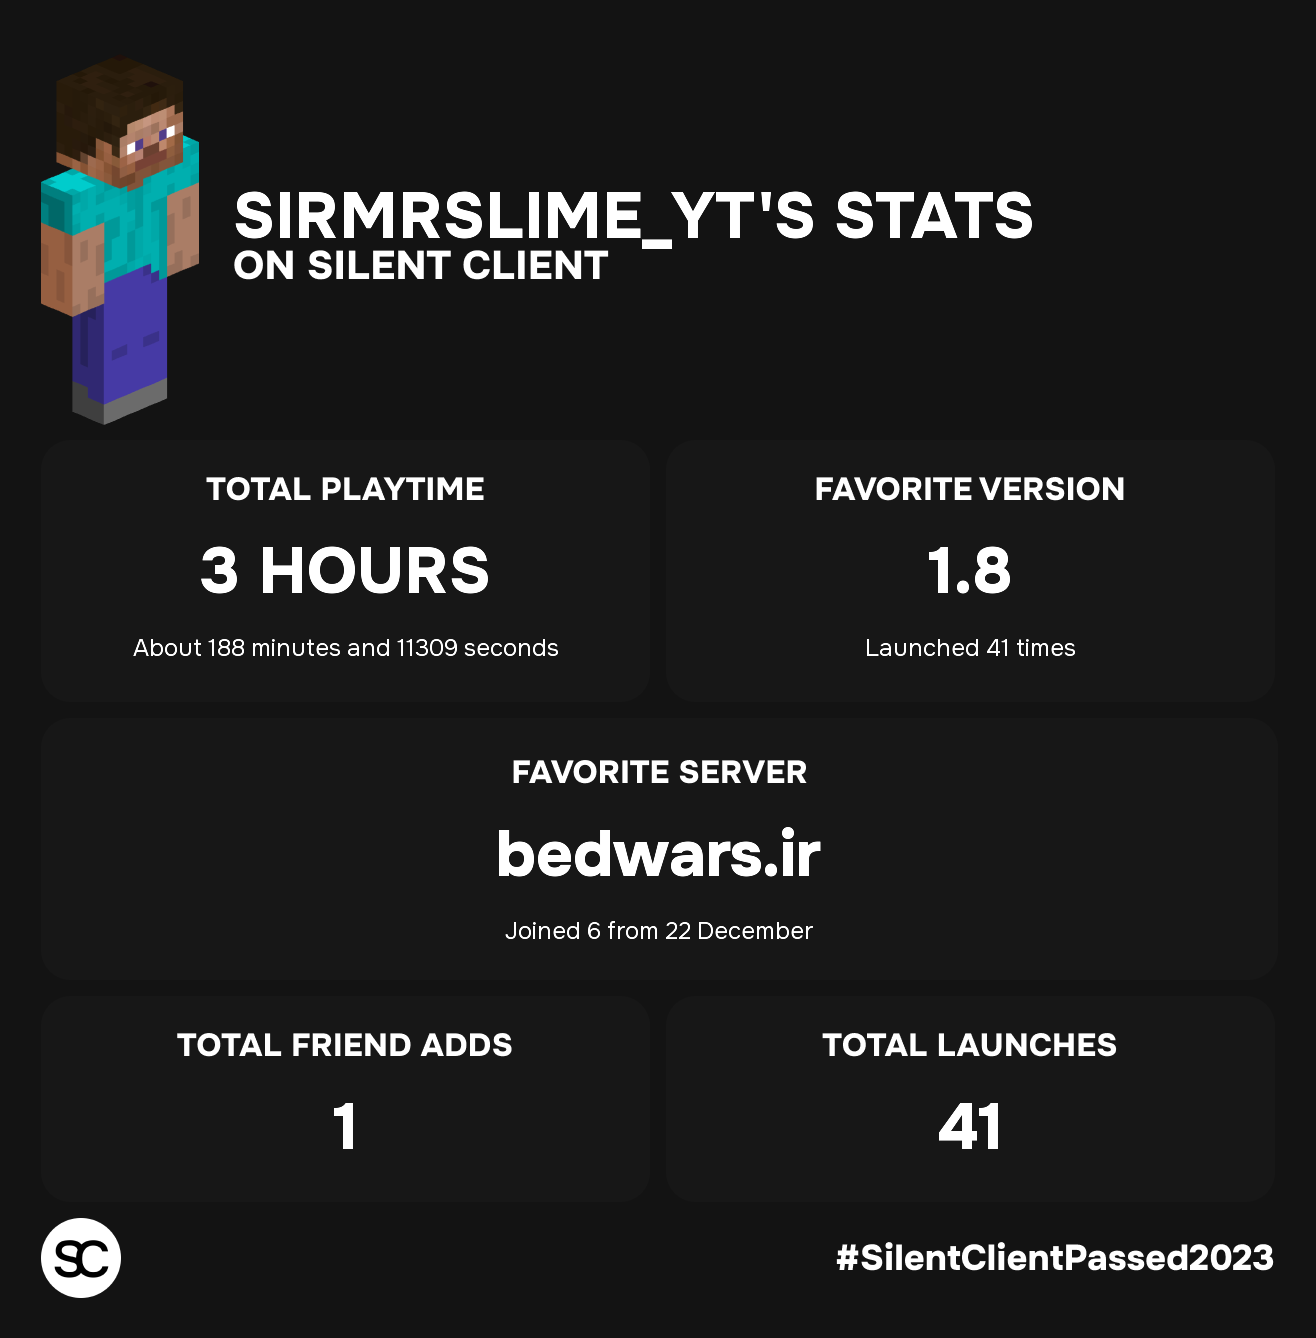 SIRMRSLIME_YT'S STATS
ON SILENT CLIENT
TOTAL PLAYTIME
3 HOURS
About 188 minutes and 11309 seconds
FAVORITE VERSION
1.8
Launched 41 times
FAVORITE SERVER
bedwars.ir
Joined 6 from 22 December
TOTAL FRIEND ADDS
1
TOTAL LAUNCHES
41
SC
#SilentClientPassed2023